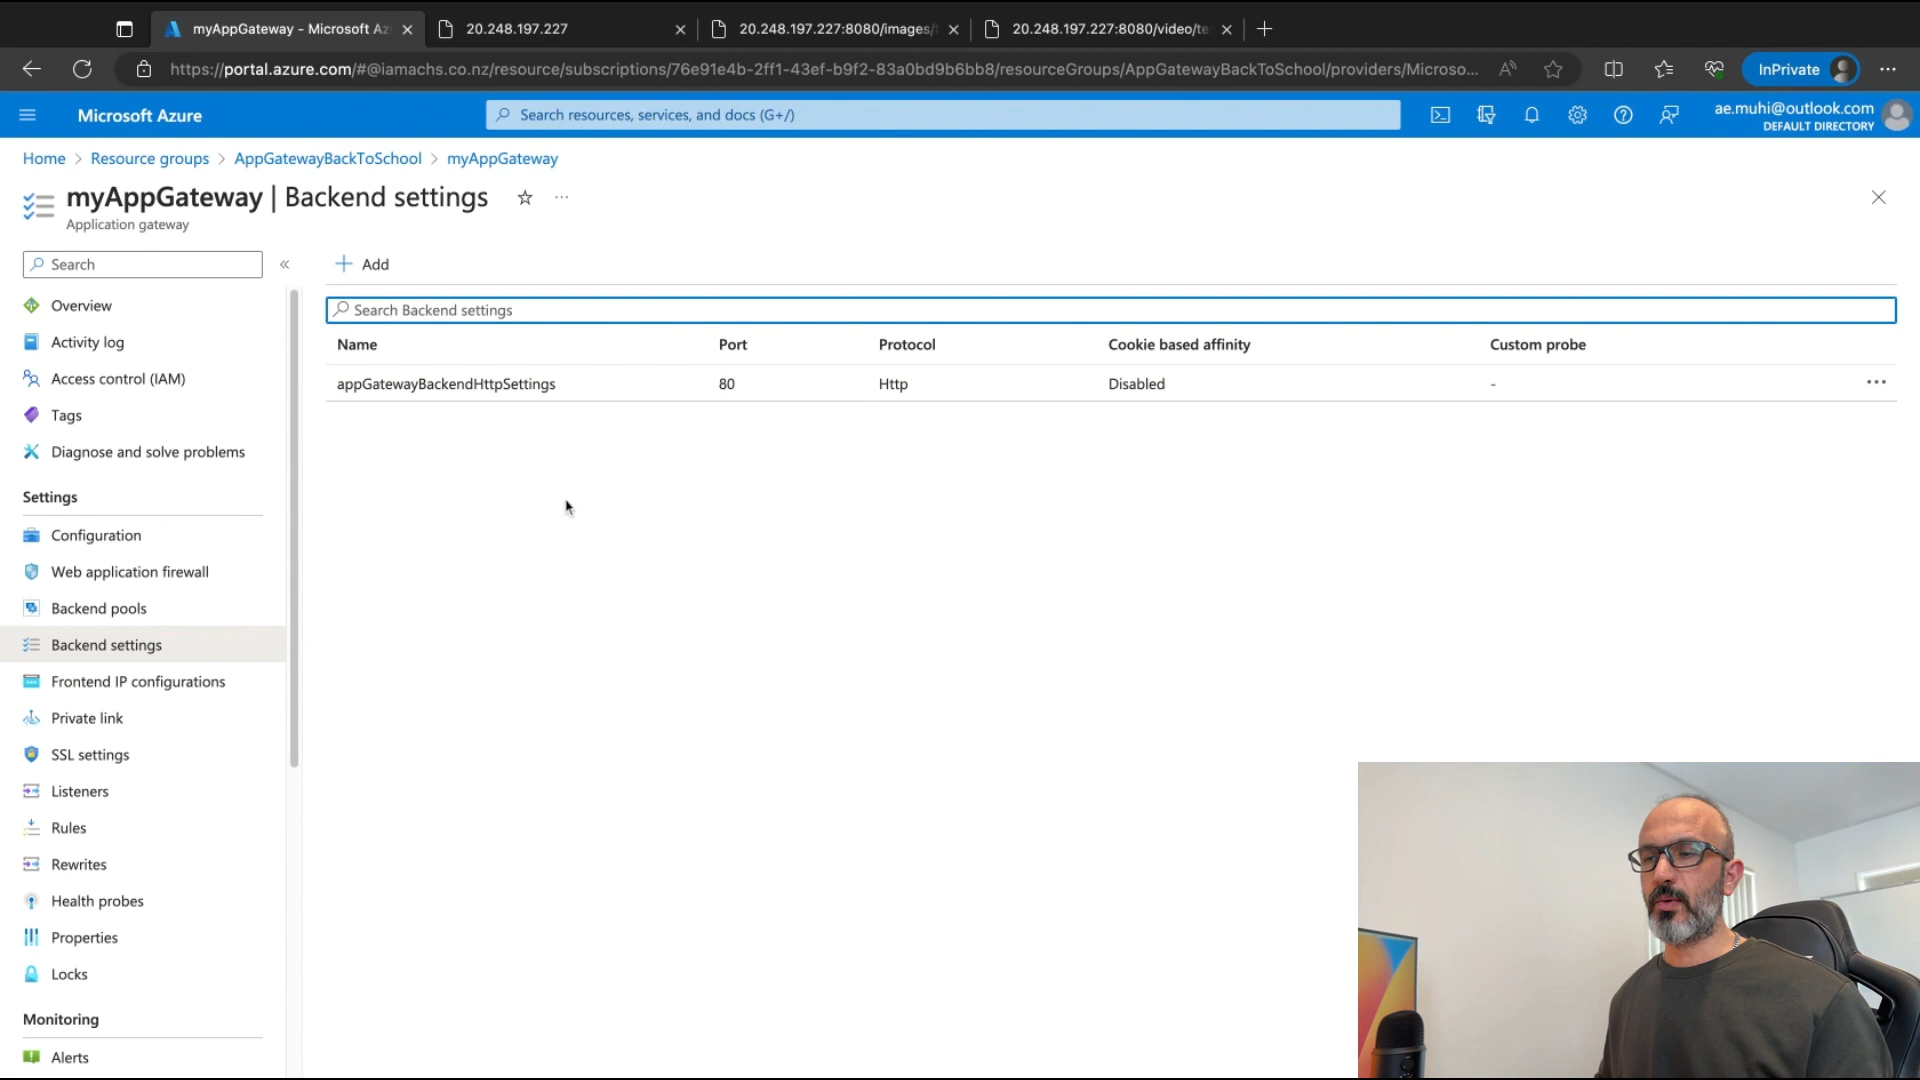 myAppGateway - Microsoft Az
20.248.197.227
20.248.197.227:8080/images/
20.248.197.227:8080/video/te
https://portal.azure.com/#@iamachs.co.nz/resource/subscriptions/76e91e4b-2ff1-43ef-b9f2-83a0bd9b6bb8/resourceGroups/AppGatewayBackToSchool/providers/Microso...
InPrivate
Microsoft Azure
Search resources, services, and docs (G+/)
ae.muhi@outlook.com
DEFAULT DIRECTORY
Home > Resource groups > AppGatewayBackToSchool > myAppGateway
myAppGateway | Backend settings
Application gateway
Search
Add
Overview
Search Backend settings
Activity log
Name Port Protocol Cookie based affinity Custom probe
Access control (IAM)
appGatewayBackendHttpSettings 80 Http Disabled -
Tags
Diagnose and solve problems
Settings
Configuration
Web application firewall
Backend pools
Backend settings
Frontend IP configurations
Private link
SSL settings
Listeners
Rules
Rewrites
Health probes
Properties
Locks
Monitoring
Alerts